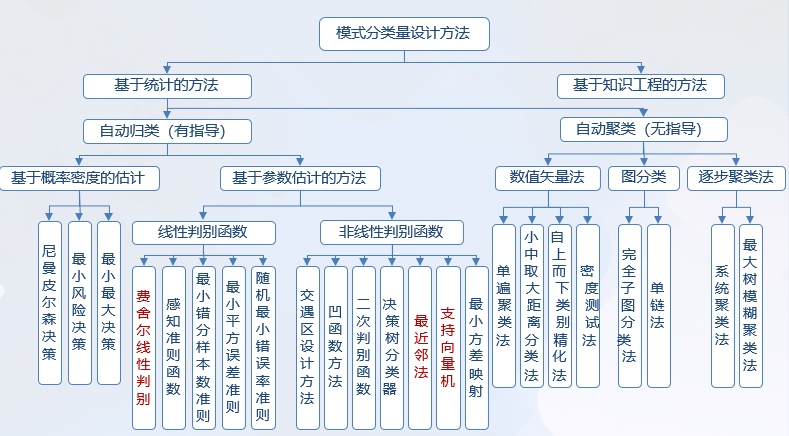 模式分类量设计方法
基于统计的方法
基于知识工程的方法
自动归类（有指导）
自动聚类（无指导）
基于概率密度的估计
基于参数估计的方法
数值矢量法
图分类
逐步聚类法
线性判别函数
非线性判别函数
尼曼皮尔森决策
最小风险决策
最小最大决策
费舍尔线性判别
感知准则函数
最小错分样本数准则
最小平方误差准则
随机最小错误率准则
交遇区设计方法
凹函数方法
二次判别函数
决策树分类器
最近邻法
支持向量机
最小方差映射
单遍聚类法
小中取大距离分类法
自上而下类别精化法
密度测试法
完全子图分类法
单链法
系统聚类法
最大树模糊聚类法